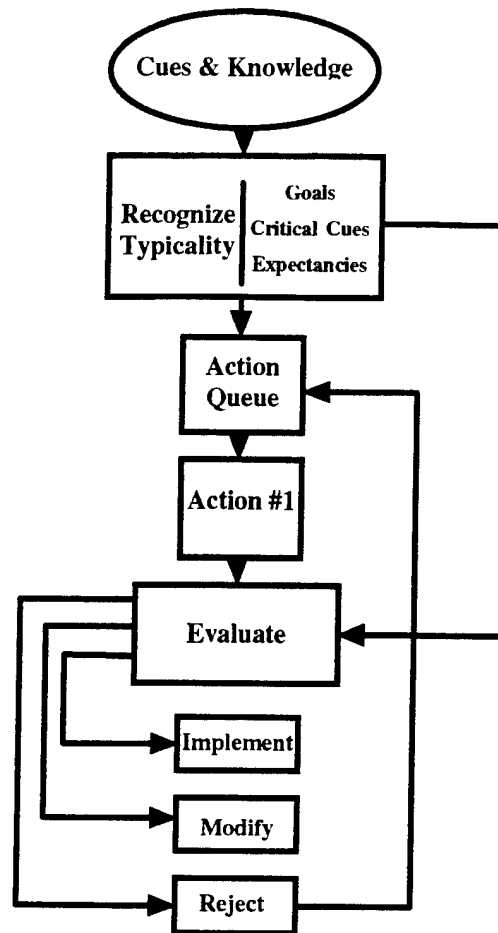 Cues & Knowledge
Recognize
Typicality
Goals
Critical Cues
Expectancies
Action
Queue
Action #1
Evaluate
Implement
Modify
Reject